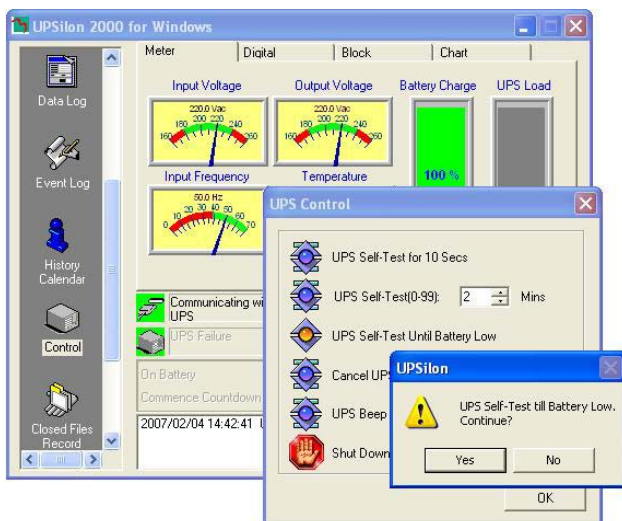 UPSilon 2000 for Windows
Meter
Digital
Block
Chart
Data Log
Event Log
History
Calendar
Control
Closed Files
Record
Input Voltage
Output Voltage
Battery Charge
UPS Load
220.0 Vac
160 180 200 220 240 260
220.0 Vac
160 180 200 220 240 260
100 %
Input Frequency
Temperature
50.0 Hz
0 10 20 30 40 50 60 70
Communicating wi
UPS
UPS Failure
On Battery
Commence Countdown
2007/02/04 14:42:41 U
UPS Control
UPS Self-Test for 10 Secs
UPS Self-Test(0-99): 2 Mins
UPS Self-Test Until Battery Low
Cancel UPS
UPS Beep
Shut Down
OK
UPSilon
UPS Self-Test till Battery Low.
Continue?
Yes
No